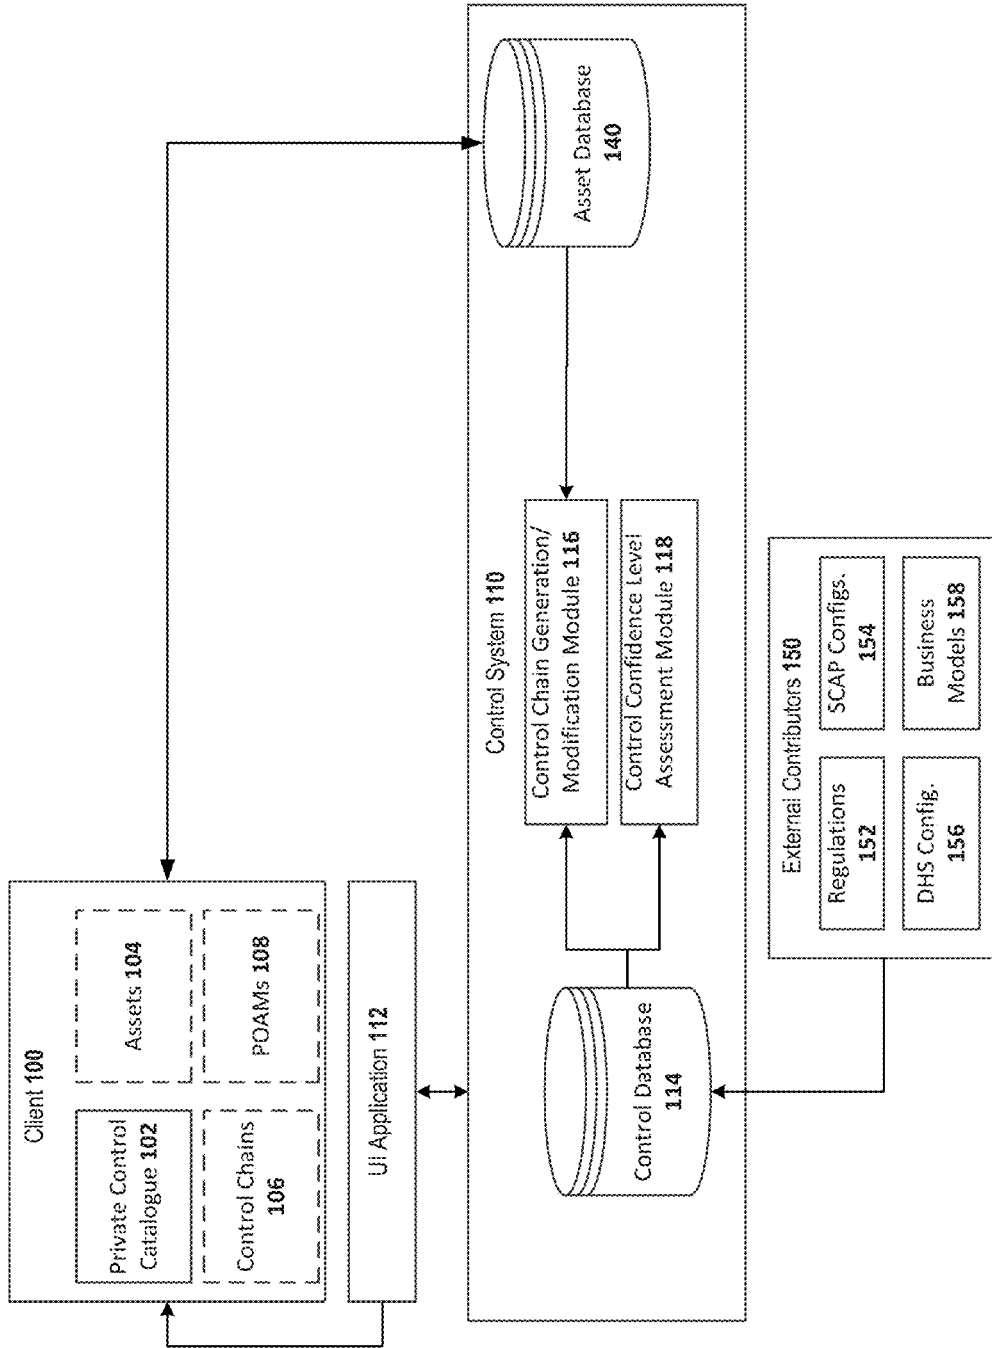 Client 100
Private Control
Catalogue 102
Assets 104
Control Chains
106
POAMs 108
UI Application 112
Control System 110
Control Database
114
Control Chain Generation/
Modification Module 116
Control Confidence Level
Assessment Module 118
Asset Database
140
External Contributors 150
Regulations
152
SCAP Configs.
154
DHS Config.
156
Business
Models 158